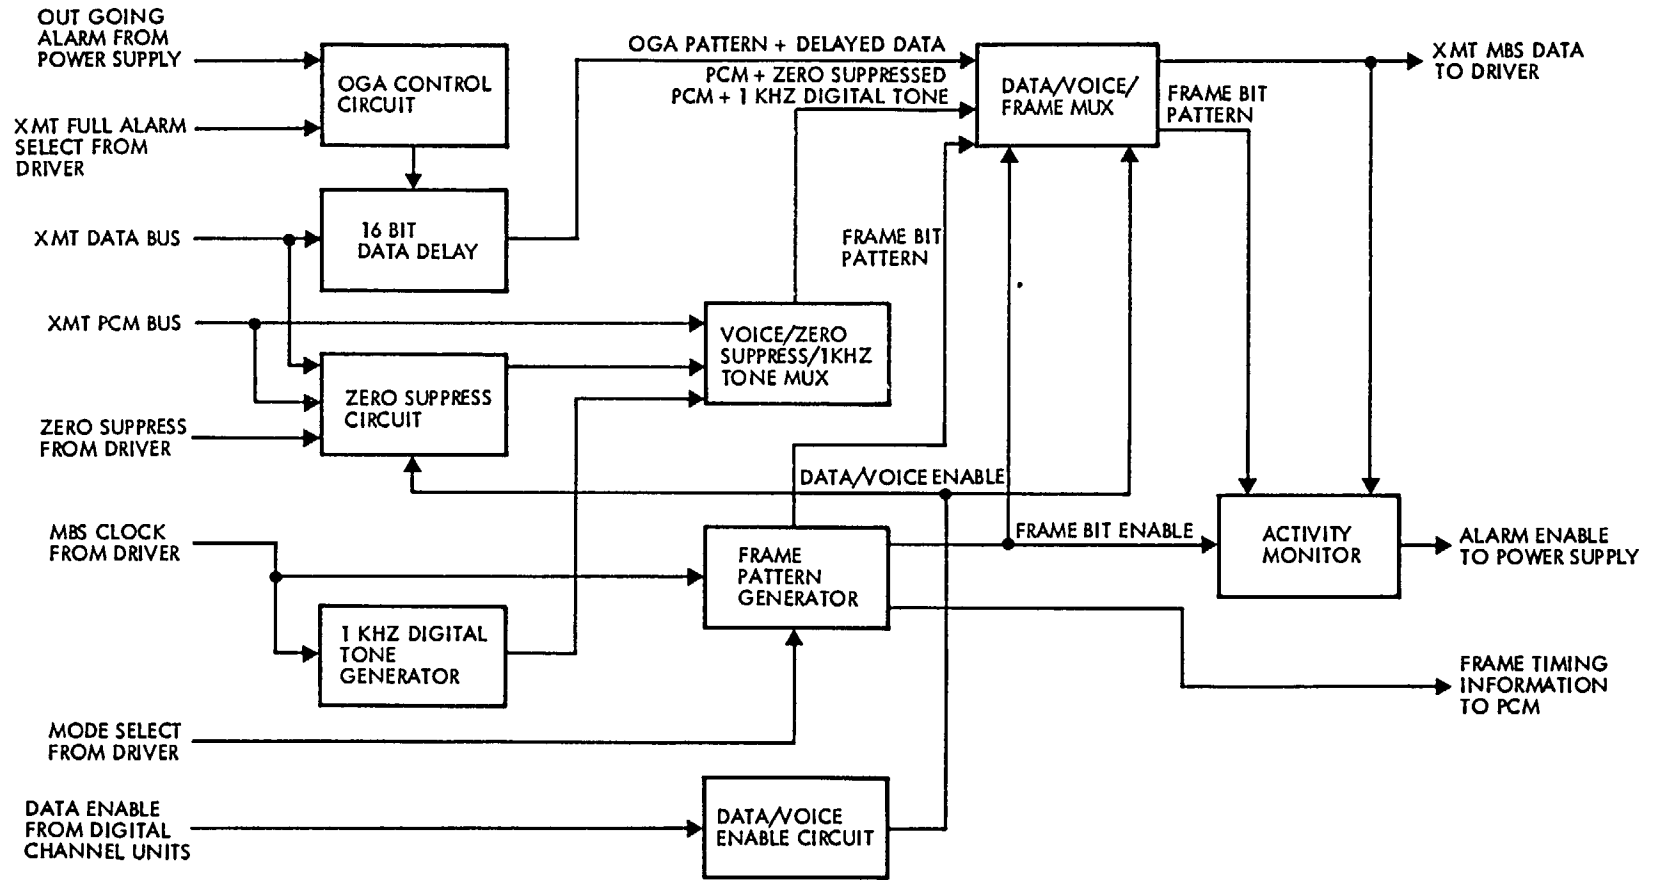 OUT GOING
ALARM FROM
POWER SUPPLY
XMT FULL ALARM
SELECT FROM
DRIVER
OGA CONTROL
CIRCUIT
OGA PATTERN + DELAYED DATA
PCM + ZERO SUPPRESSED
PCM + 1 KHZ DIGITAL TONE
DATA/VOICE/
FRAME MUX
XMT MBS DATA
TO DRIVER
FRAME BIT
PATTERN
XMT DATA BUS
16 BIT
DATA DELAY
FRAME BIT
PATTERN
XMT PCM BUS
VOICE/ZERO
SUPPRESS/1KHZ
TONE MUX
ZERO SUPPRESS
CIRCUIT
ZERO SUPPRESS
FROM DRIVER
DATA/VOICE ENABLE
MBS CLOCK
FROM DRIVER
FRAME
PATTERN
GENERATOR
FRAME BIT ENABLE
ACTIVITY
MONITOR
ALARM ENABLE
TO POWER SUPPLY
1 KHZ DIGITAL
TONE
GENERATOR
FRAME TIMING
INFORMATION
TO PCM
MODE SELECT
FROM DRIVER
DATA ENABLE
FROM DIGITAL
CHANNEL UNITS
DATA/VOICE
ENABLE CIRCUIT